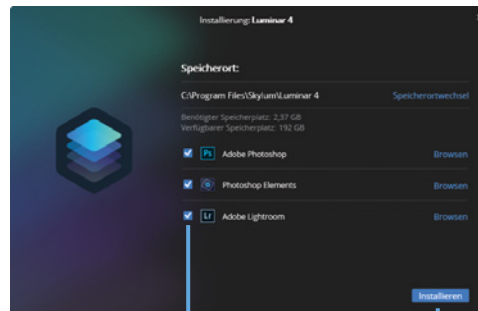 Installierung: Luminar 4
Speicherort:
C:\Program Files\Skylum\Luminar 4 Speicherortwechsel
Benötigter Speicherplatz: 2,37 GB
Verfügbarer Speicherplatz: 192 GB
Ps Adobe Photoshop Browsen
Photoshop Elements Browsen
Lr Adobe Lightroom Browsen
Installieren